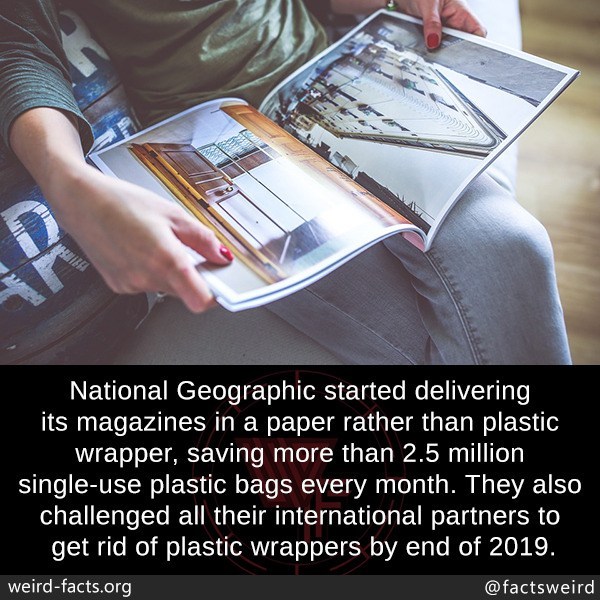 National Geographic started delivering
its magazines in a paper rather than plastic
wrapper, saving more than 2.5 million
single-use plastic bags every month. They also
challenged all their international partners to
get rid of plastic wrappers by end of 2019.
weird-facts.org
@factsweird